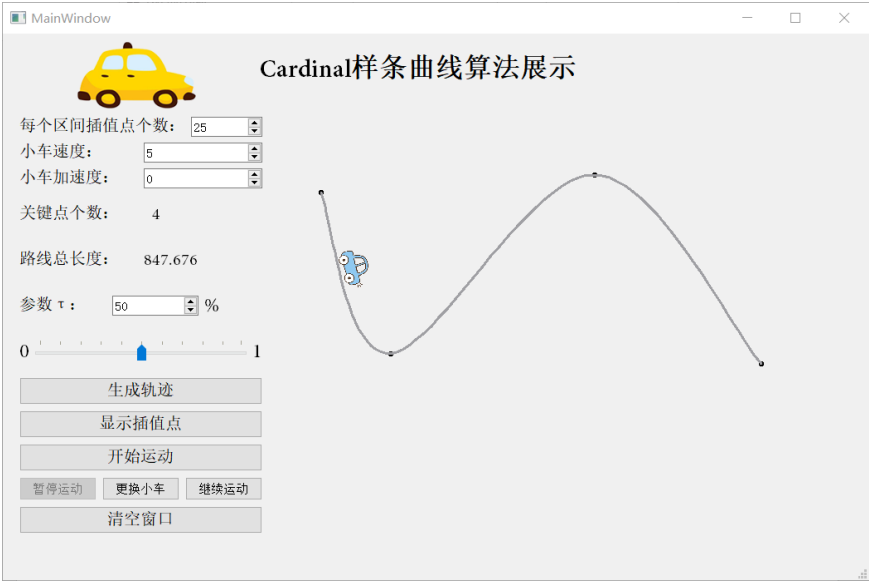 MainWindow
Cardinal样条曲线算法展示
每个区间插值点个数： 25
小车速度： 5
小车加速度： 0
关键点个数： 4
路线总长度： 847.676
参数τ： 50 %
0 1
生成轨迹
显示插值点
开始运动
暂停运动 更换小车 继续运动
清空窗口